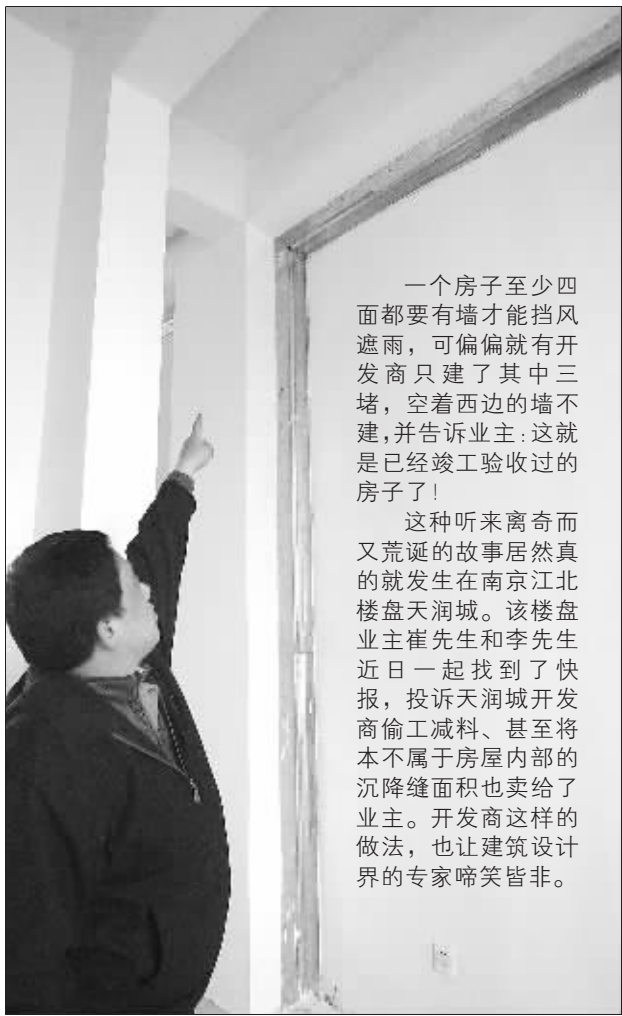 一个房子至少四
面都要有墙才能挡风
遮雨，可偏偏就有开
发商只建了其中三
堵，空着西边的墙不
建，并告诉业主：这就
是已经竣工验收过的
房子了！
这种听来离奇而
又荒诞的故事居然真
的就发生在南京江北
楼盘天润城。该楼盘
业主崔先生和李先生
近日一起找到了快
报，投诉天润城开发
商偷工减料、甚至将
本不属于房屋内部的
沉降缝面积也卖给了
业主。开发商这样的
做法，也让建筑设计
界的专家啼笑皆非。